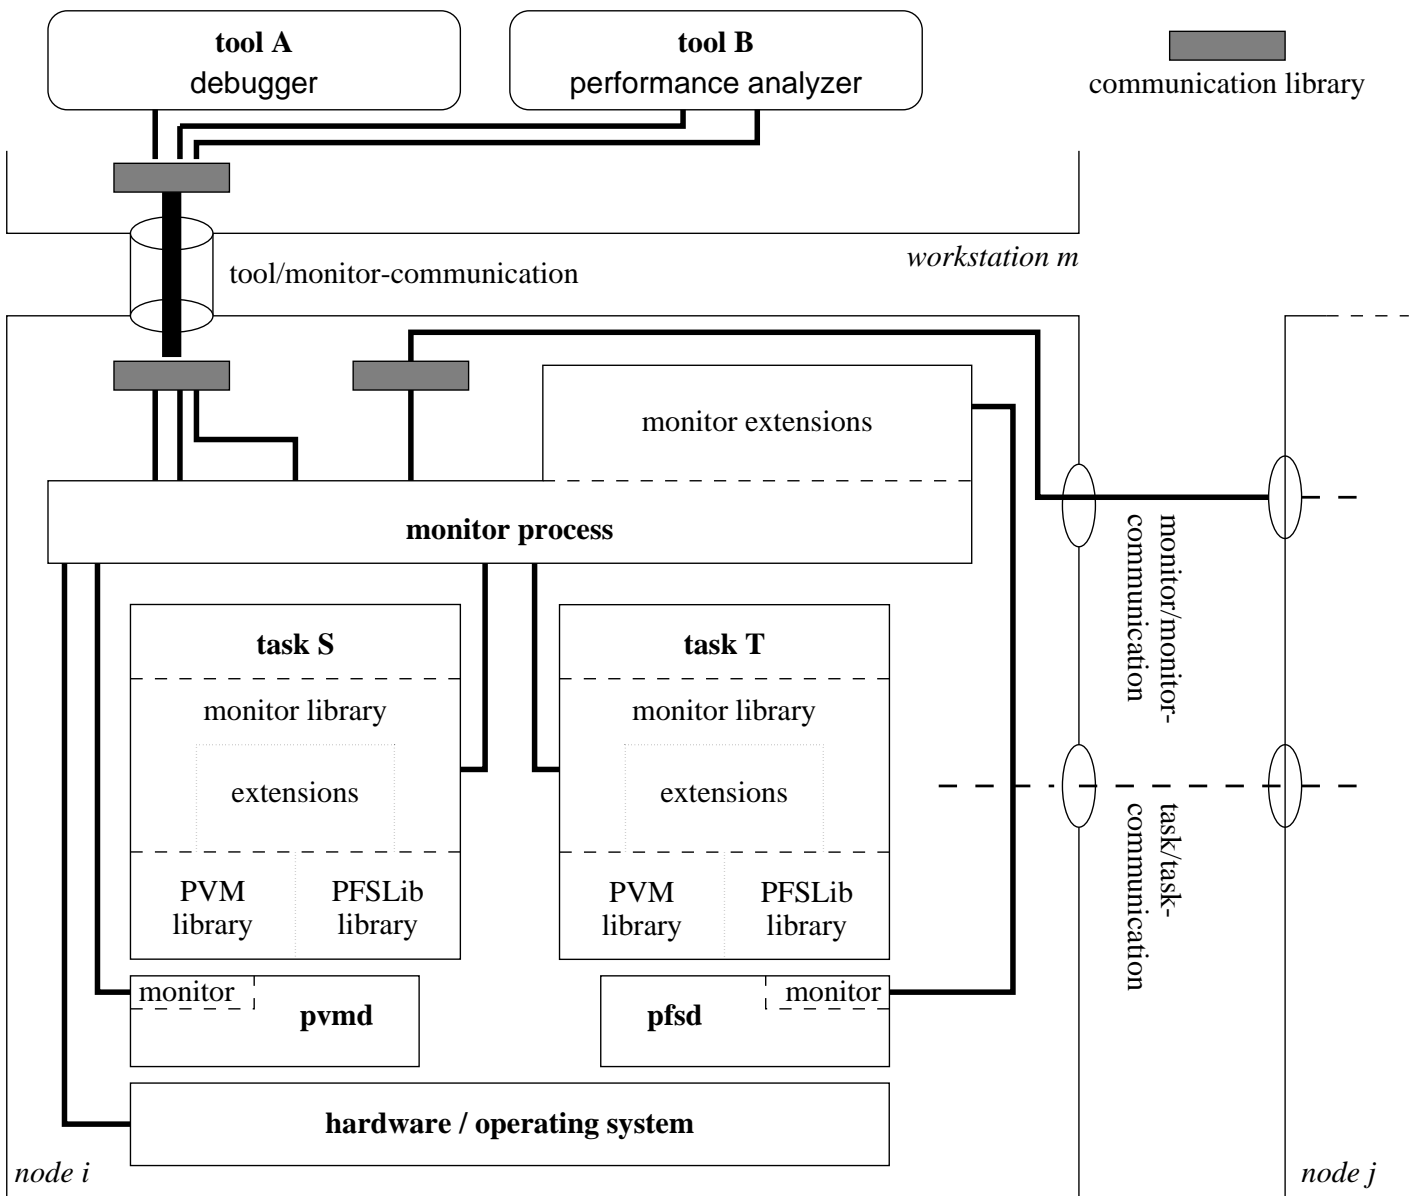 tool A
debugger
tool B
performance analyzer
communication library
workstation m
tool/monitor-communication
monitor extensions
monitor process
monitor/monitor-
communication
task S
monitor library
extensions
PVM
library
PFSLib
library
task T
monitor library
extensions
PVM
library
PFSLib
library
task/task-
communication
monitor
pvmd
monitor
pfsd
hardware / operating system
node i
node j